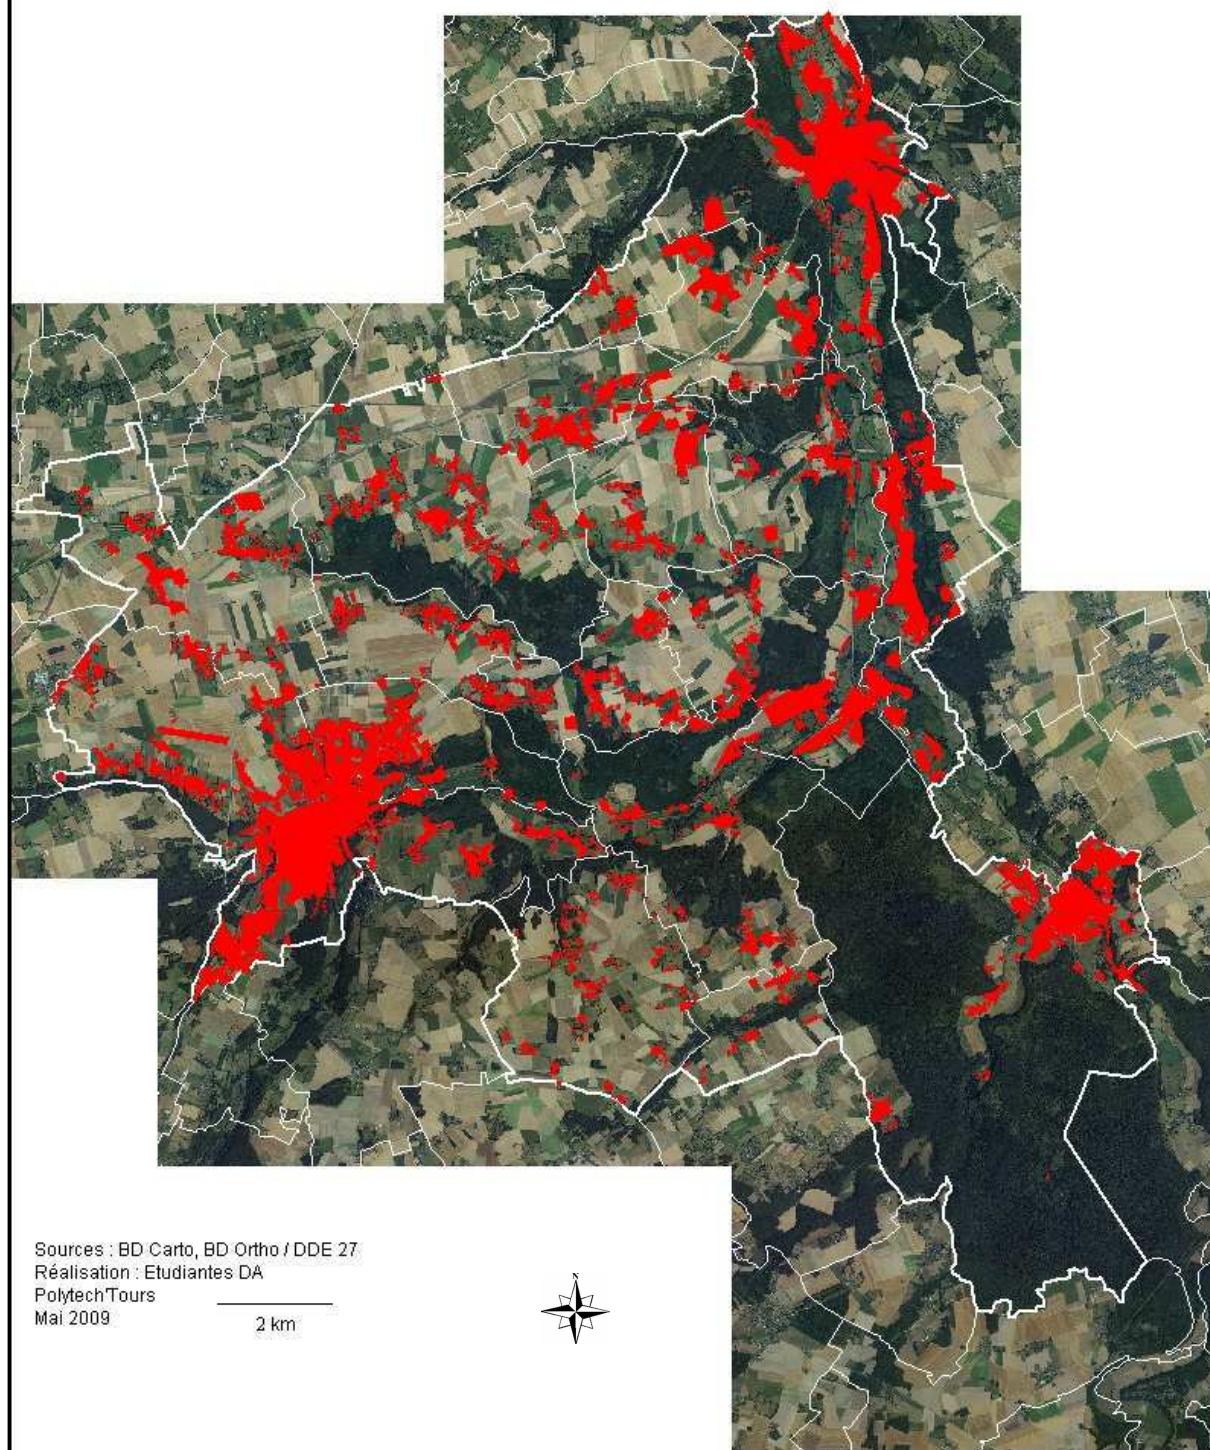 Sources : BD Carto, BD Ortho / DDE 27
Réalisation : Etudiantes DA
Polytech'Tours
Mai 2009
2 km
N